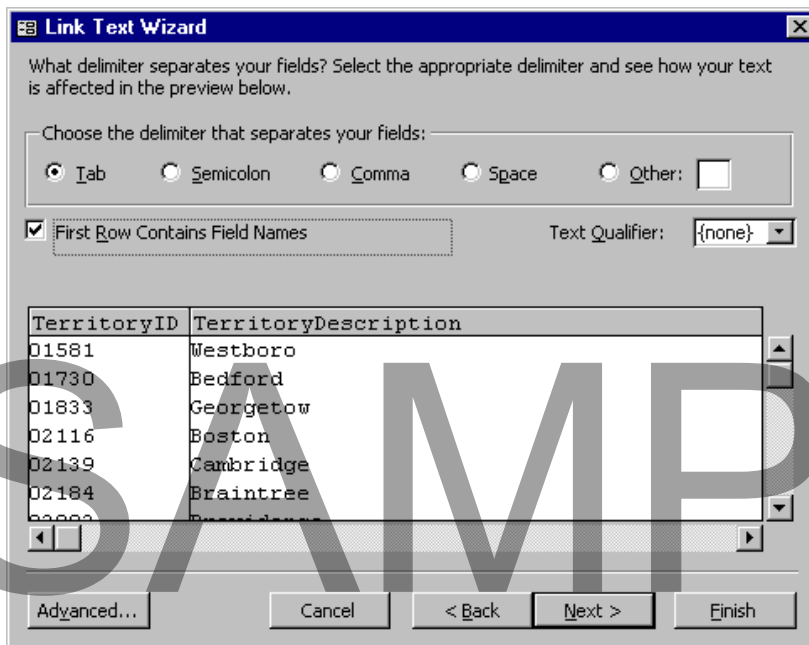 Link Text Wizard
What delimiter separates your fields? Select the appropriate delimiter and see how your text
is affected in the preview below.
Choose the delimiter that separates your fields:
Tab Semicolon Comma Space Other:
First Row Contains Field Names Text Qualifier: {none}
TerritoryID TerritoryDescription
01581 Westboro
01730 Bedford
01833 Georgetow
02116 Boston
02139 Cambridge
02184 Braintree
SAMP
Advanced... Cancel < Back Next > Finish